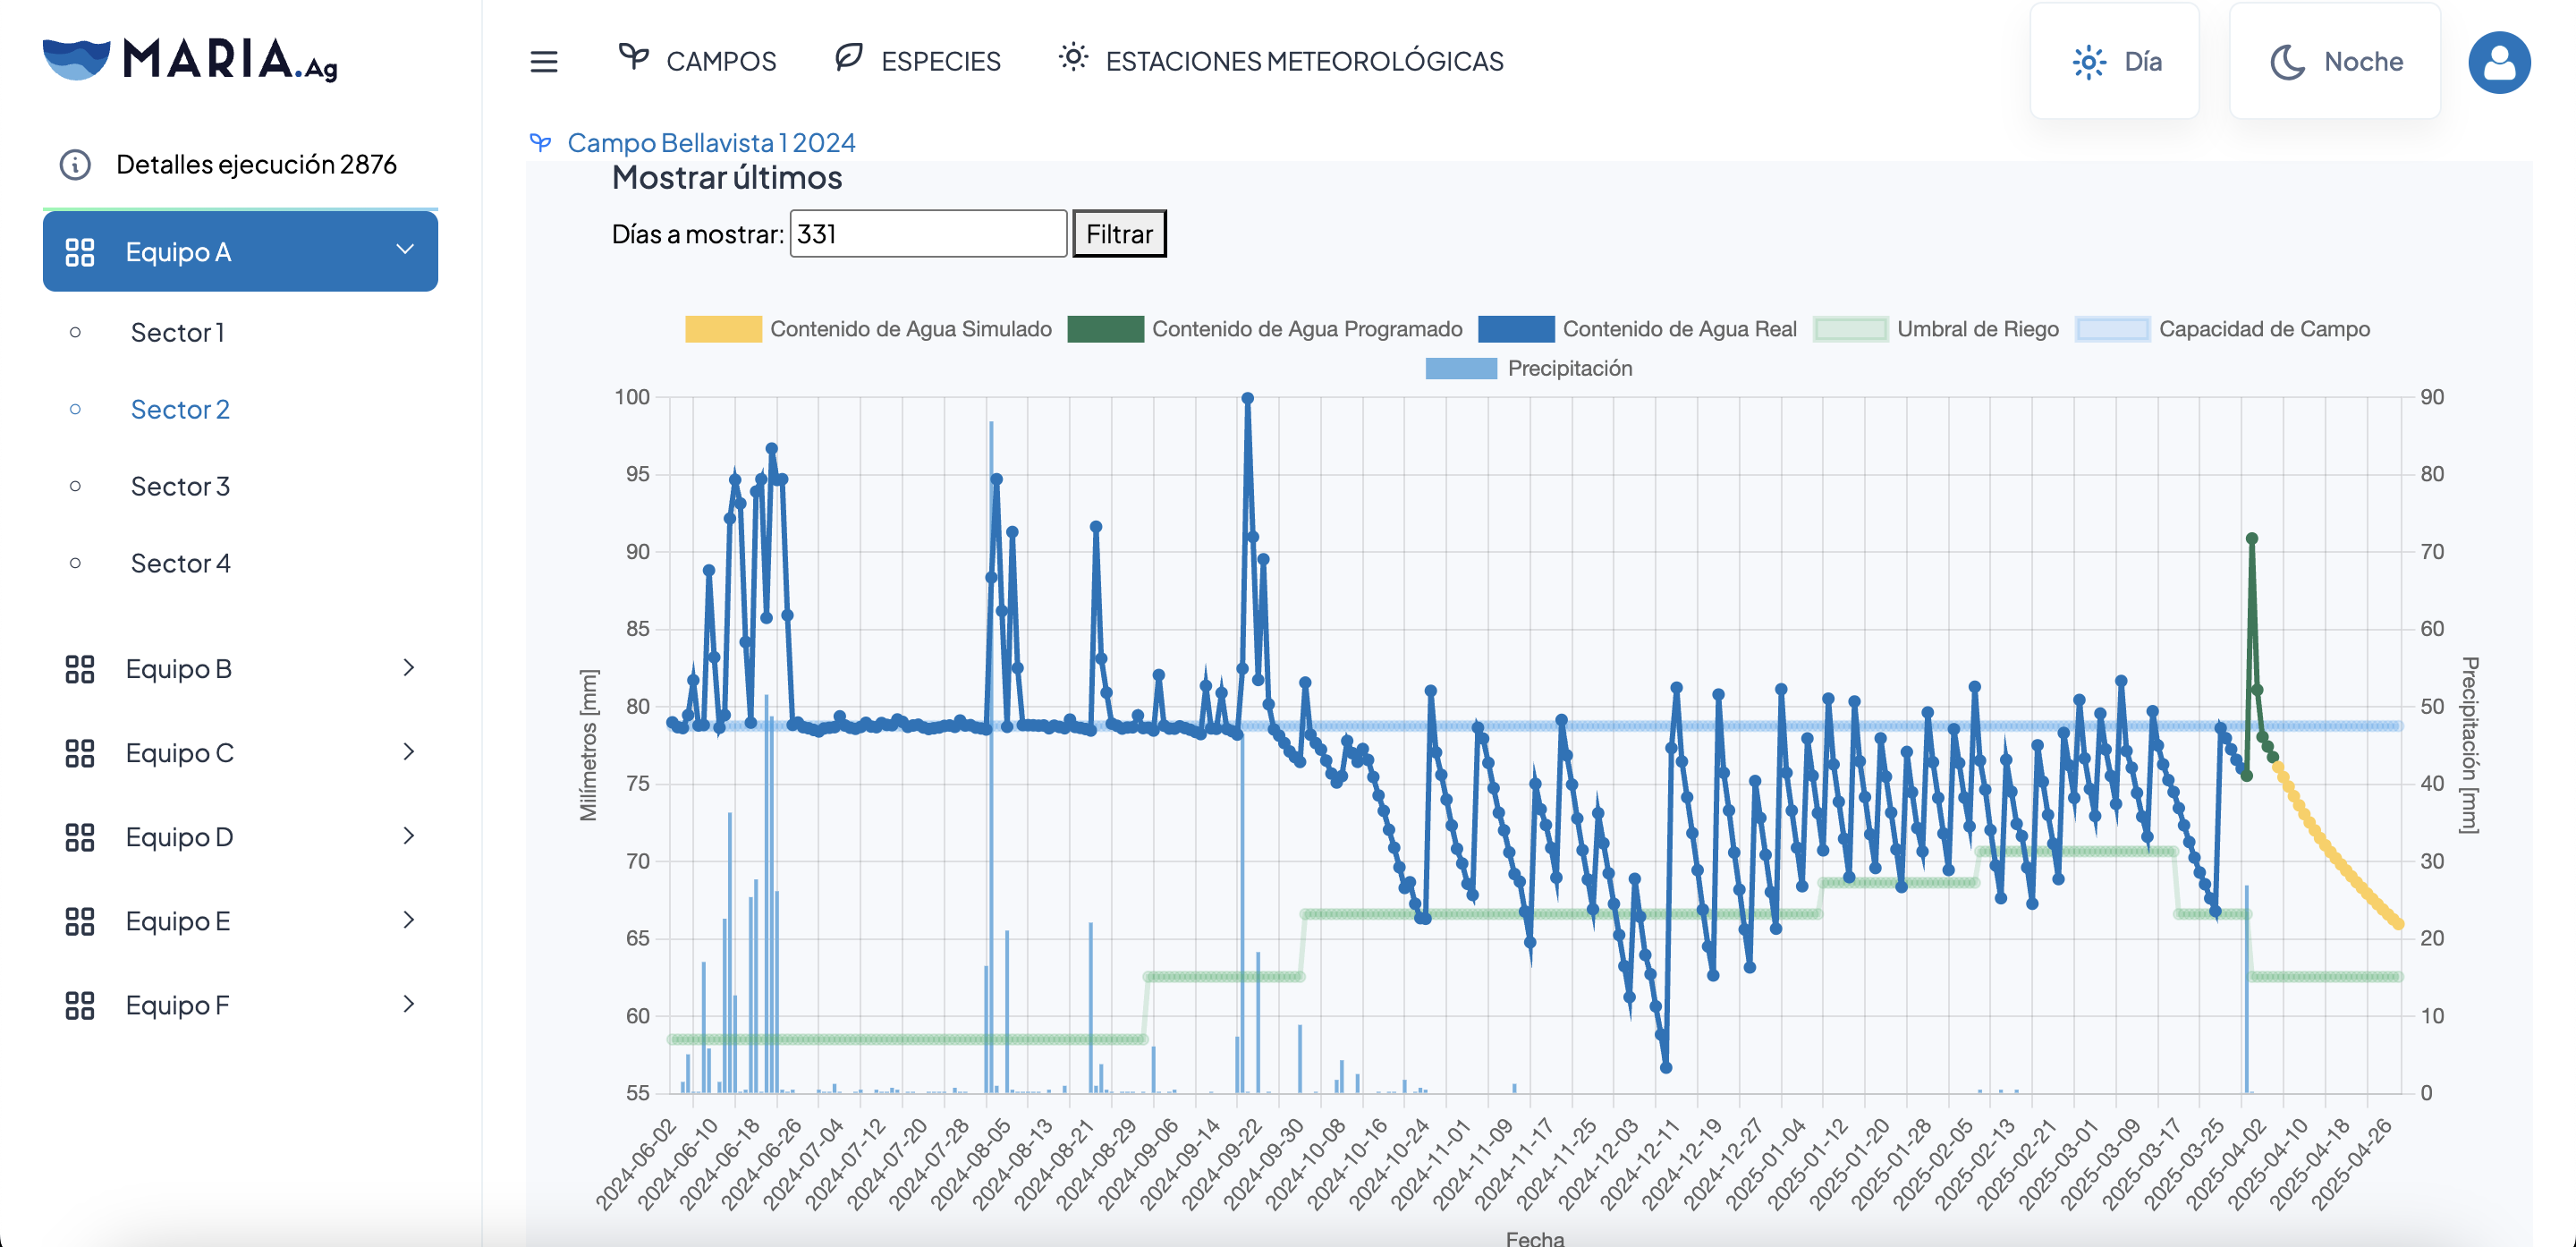 MARIA.Ag
CAMPOS ESPECIES ESTACIONES METEOROLÓGICAS Día Noche
Campo Bellavista 1 2024
Detalles ejecución 2876
Equipo A
Sector 1
Sector 2
Sector 3
Sector 4
Equipo B
Equipo C
Equipo D
Equipo E
Equipo F
Mostrar últimos
Días a mostrar: 331 Filtrar
Contenido de Agua Simulado Contenido de Agua Programado Contenido de Agua Real Umbral de Riego Capacidad de Campo
Precipitación
Milímetros [mm]
100
95
90
85
80
75
70
65
60
55
90
80
70
60
50
40
30
20
10
0
Precipitación [mm]
2024-06-02 2024-06-10 2024-06-18 2024-06-26 2024-07-04 2024-07-12 2024-07-20 2024-07-28 2024-08-05 2024-08-13 2024-08-21 2024-08-29 2024-09-06 2024-09-14 2024-09-22 2024-09-30 2024-10-08 2024-10-16 2024-10-24 2024-11-01 2024-11-09 2024-11-17 2024-11-25 2024-12-03 2024-12-11 2024-12-19 2024-12-27 2025-01-04 2025-01-12 2025-01-20 2025-01-28 2025-02-05 2025-02-13 2025-02-21 2025-03-01 2025-03-09 2025-03-17 2025-03-25 2025-04-02 2025-04-10 2025-04-18 2025-04-26
Fecha